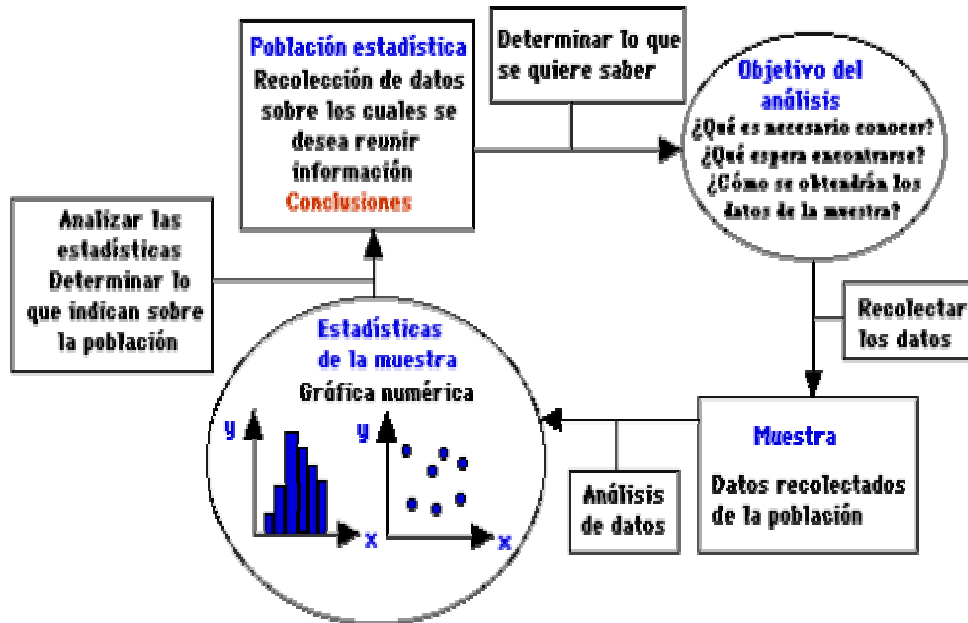 Población estadística
Recolección de datos
sobre los cuales se
desea reunir
información
Conclusiones
Determinar lo que
se quiere saber
Objetivo del
análisis
¿Qué es necesario conocer?
¿Qué espera encontrarse?
¿Cómo se obtendrán los
datos de la muestra?
Recolectar
los datos
Muestra
Datos recolectados
de la población
Análisis
de datos
Estadísticas
de la muestra
Gráfica numérica
y
x
y
x
Analizar las
estadísticas
Determinar lo
que indican sobre
la población